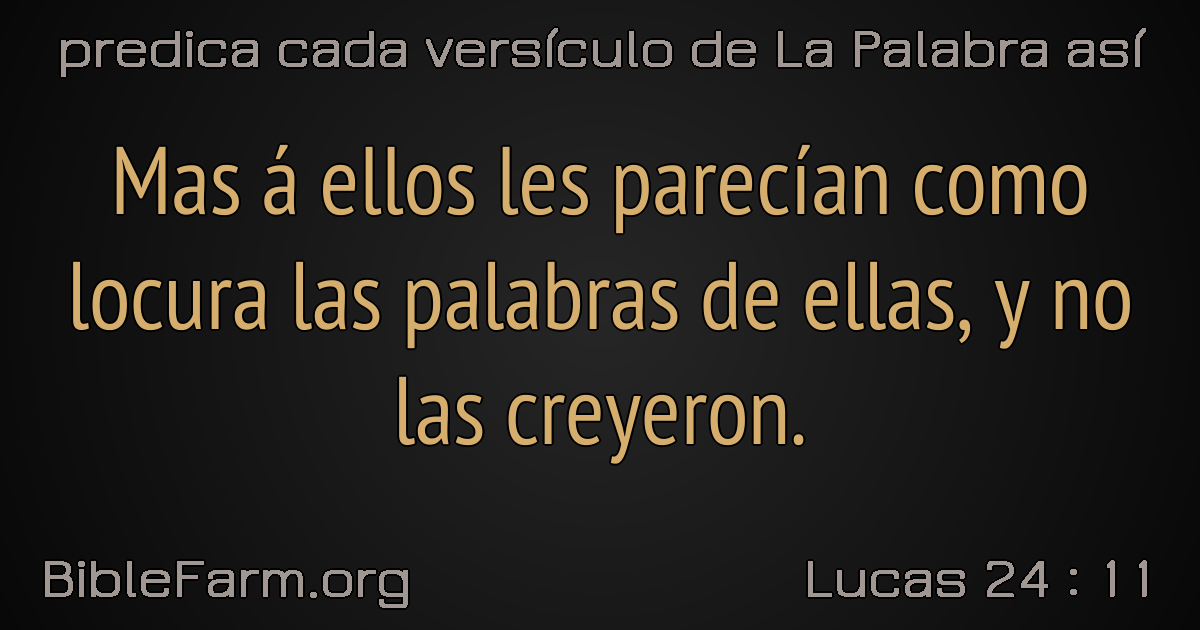 predica cada versículo de La Palabra así
Mas á ellos les parecían como
locura las palabras de ellas, y no
las creyeron.
BibleFarm.org
Lucas 24 : 11